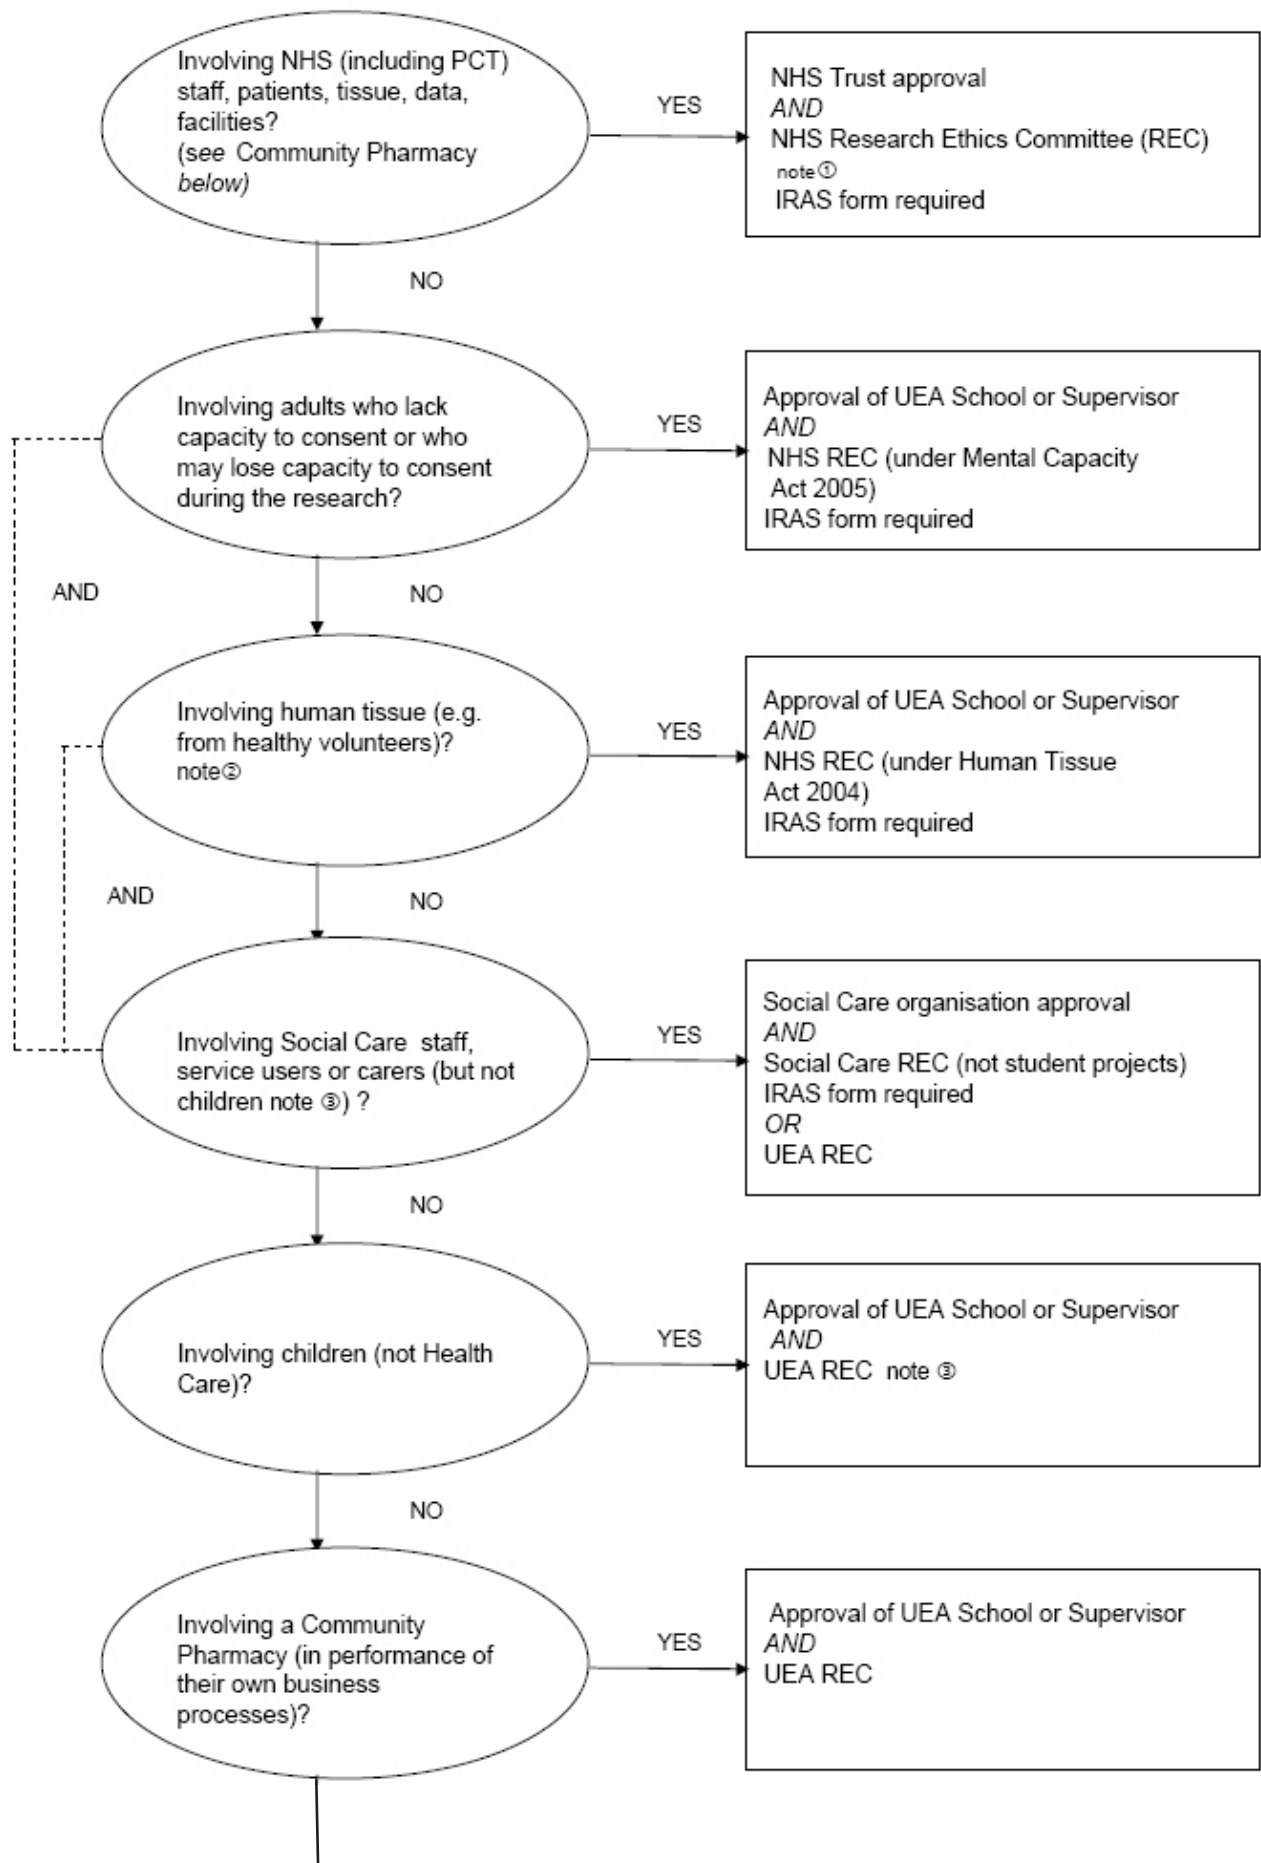 Involving NHS (including PCT)
staff, patients, tissue, data,
facilities?
(see Community Pharmacy
below)
YES
NHS Trust approval
AND
NHS Research Ethics Committee (REC)
note①
IRAS form required
NO
Involving adults who lack
capacity to consent or who
may lose capacity to consent
during the research?
YES
Approval of UEA School or Supervisor
AND
NHS REC (under Mental Capacity
Act 2005)
IRAS form required
AND
NO
Involving human tissue (e.g.
from healthy volunteers)?
note②
YES
Approval of UEA School or Supervisor
AND
NHS REC (under Human Tissue
Act 2004)
IRAS form required
AND
NO
Involving Social Care staff,
service users or carers (but not
children note ③) ?
YES
Social Care organisation approval
AND
Social Care REC (not student projects)
IRAS form required
OR
UEA REC
NO
Involving children (not Health
Care)?
YES
Approval of UEA School or Supervisor
AND
UEA REC note ③
NO
Involving a Community
Pharmacy (in performance of
their own business
processes)?
YES
Approval of UEA School or Supervisor
AND
UEA REC